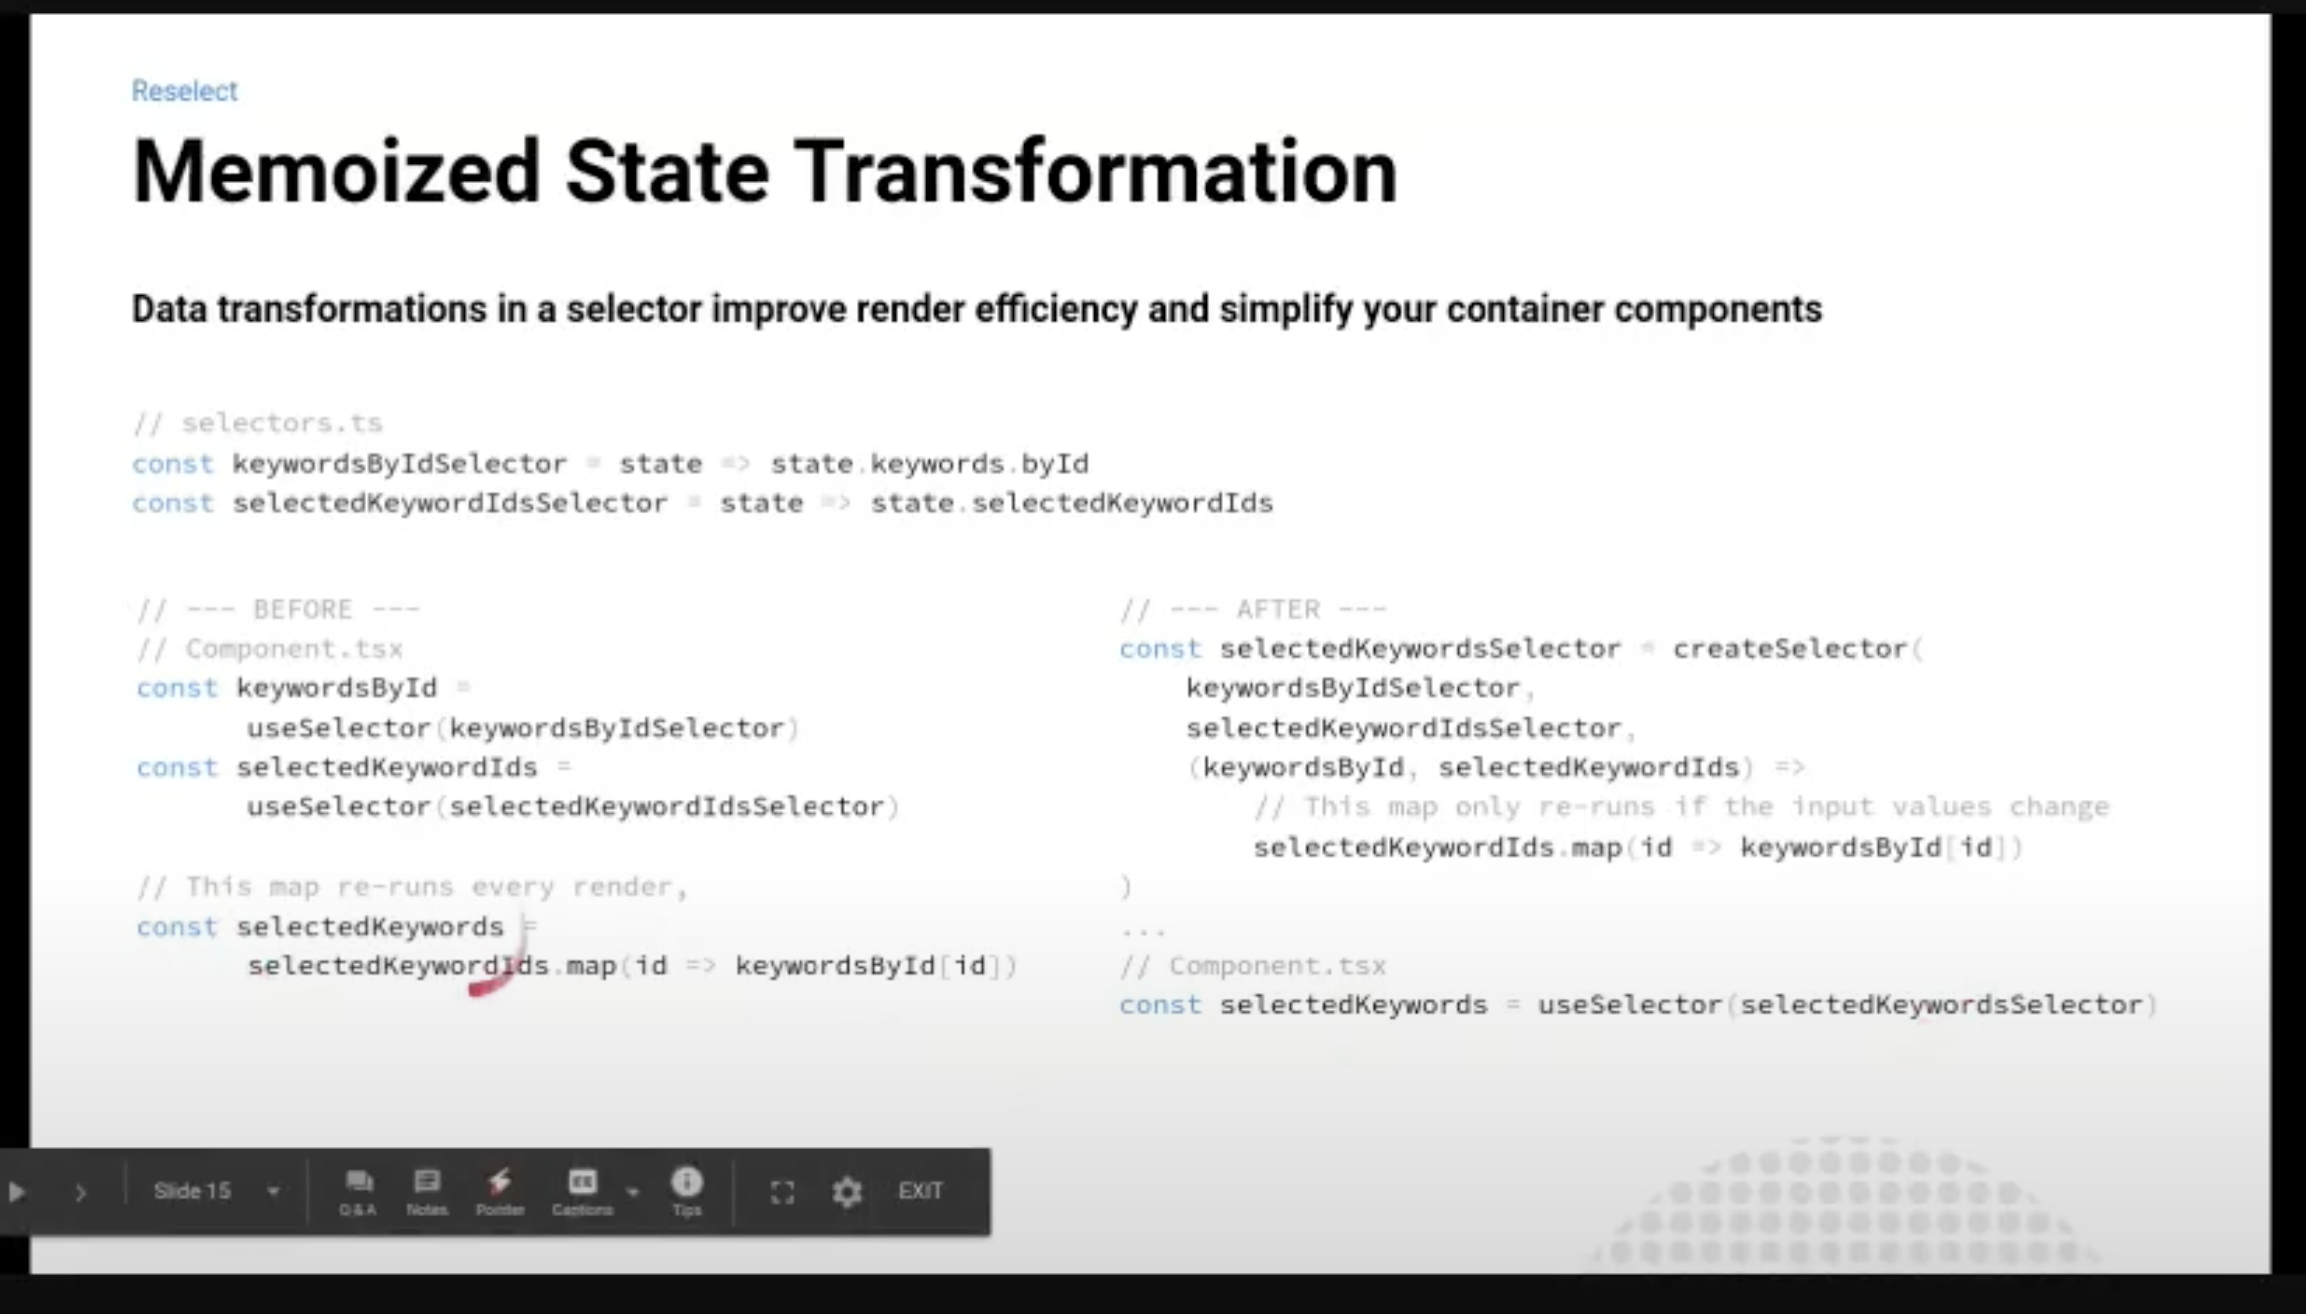 Reselect
Memoized State Transformation
Data transformations in a selector improve render efficiency and simplify your container components
// selectors.ts
const keywordsByIdSelector = state => state.keywords.byId
const selectedKeywordIdsSelector = state => state.selectedKeywordIds
// --- BEFORE ---
// Component.tsx
const keywordsById =
useSelector(keywordsByIdSelector)
const selectedKeywordIds =
useSelector(selectedKeywordIdsSelector)
// This map re-runs every render,
const selectedKeywords =
selectedKeywordIds.map(id => keywordsById[id])
// --- AFTER ---
const selectedKeywordsSelector = createSelector(
keywordsByIdSelector,
selectedKeywordIdsSelector,
(keywordsById, selectedKeywordIds) =>
// This map only re-runs if the input values change
selectedKeywordIds.map(id => keywordsById[id])
)
...
// Component.tsx
const selectedKeywords = useSelector(selectedKeywordsSelector)
Slide 15
Q&A
Notes
Pointer
CC
Captions
Tips
EXIT